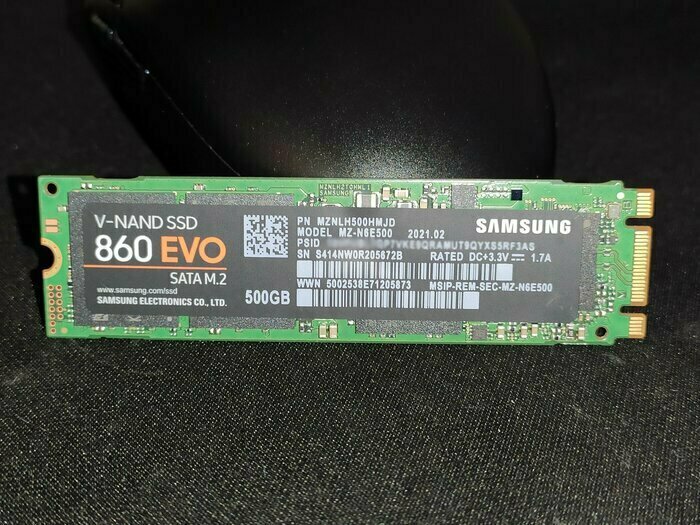 V-NAND SSD
860 EVO
SATA M.2
www.samsung.com/ssd
SAMSUNG ELECTRONICS CO., LTD.
500GB
PN MZNLH500HMJD
MODEL MZ-N6E500 2021.02
PSID
SN S414NW0R205672B
WWN 5002538E71205873
SAMSUNG
RATED DC+3.3V 1.7A
MSIP-REM-SEC-MZ-N6E500
SAMSUNG